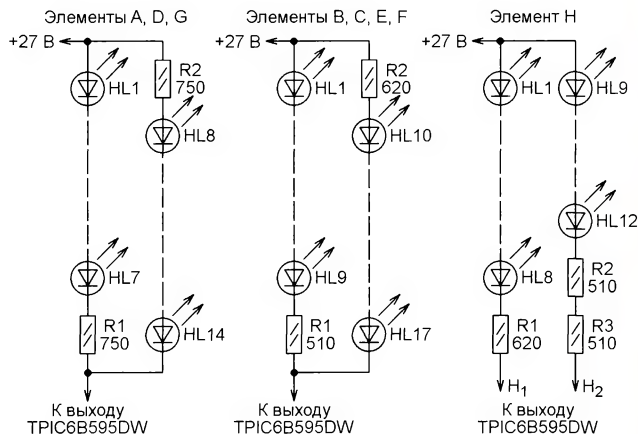 Элементы A, D, G
+27 В
HL1
R2
750
HL8
HL7
R1
750
HL14
К выходу
TPIC6B595DW
Элементы B, C, E, F
+27 В
HL1
R2
620
HL10
HL9
R1
510
HL17
К выходу
TPIC6B595DW
Элемент H
+27 В
HL1
HL9
HL12
HL8
R2
510
R1
620
R3
510
H1
H2
К выходу
TPIC6B595DW